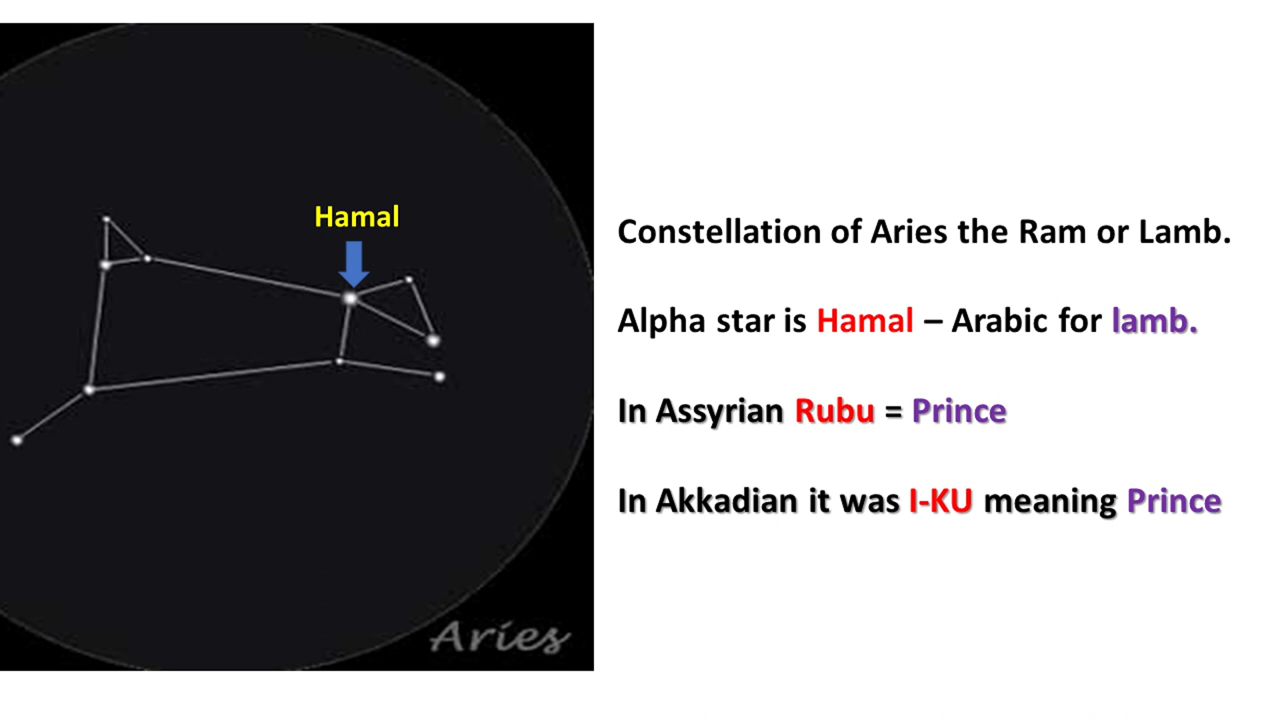 Hamal
Aries
Constellation of Aries the Ram or Lamb.
Alpha star is Hamal – Arabic for lamb.
In Assyrian Rubu = Prince
In Akkadian it was I-KU meaning Prince